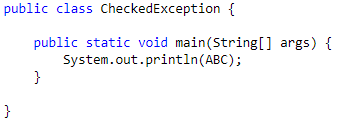 public class CheckedException {
public static void main(String[] args) {
System.out.println(ABC);
}
}